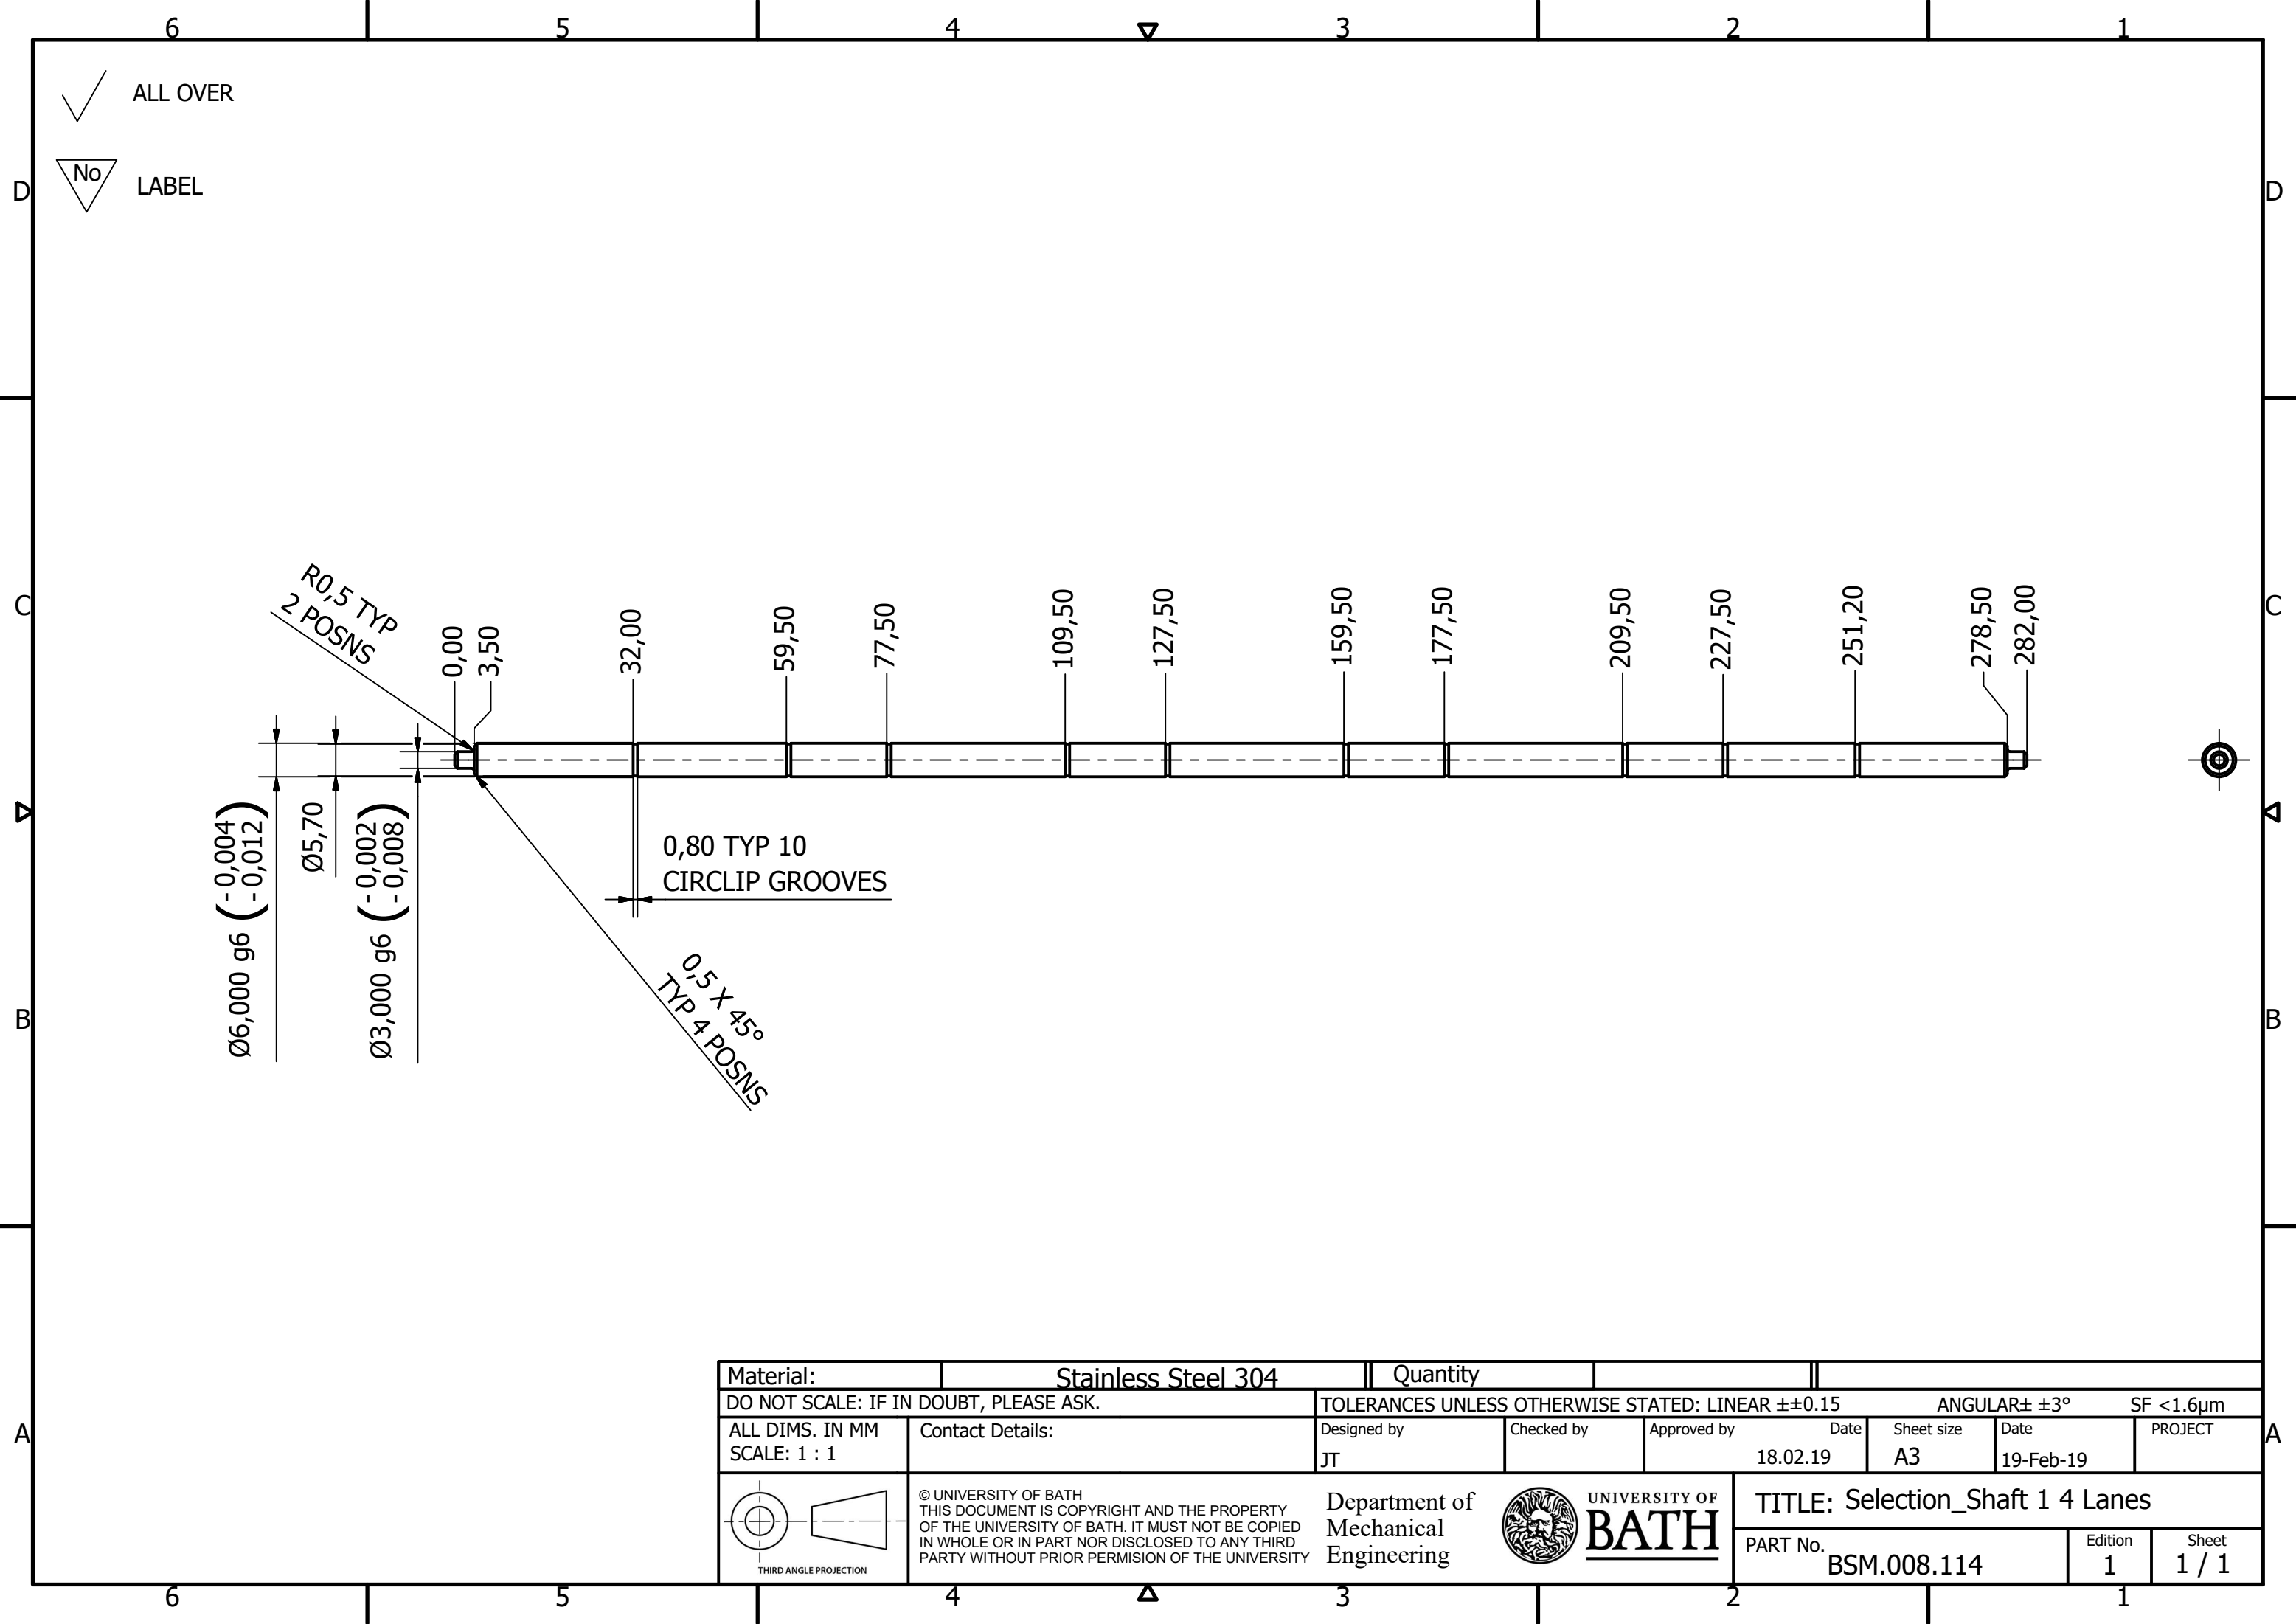 6 5 4 3 2 1
ALL OVER
No LABEL
D D
R0,5 TYP
2 POSNS
0,00
3,50
32,00
59,50
77,50
109,50
127,50
159,50
177,50
209,50
227,50
251,20
278,50
282,00
C C
Ø6,000 g6 (-0,004 -0,012)
Ø5,70
Ø3,000 g6 (-0,002 -0,008)
0,80 TYP 10
CIRCLIP GROOVES
0,5 X 45°
TYP 4 POSNS
B B
Material: Stainless Steel 304 Quantity
DO NOT SCALE: IF IN DOUBT, PLEASE ASK. TOLERANCES UNLESS OTHERWISE STATED: LINEAR ±±0.15 ANGULAR± ±3° SF <1.6µm
A A
ALL DIMS. IN MM
SCALE: 1 : 1
Contact Details:
Designed by
JT
Checked by
Approved by
Date
18.02.19
Sheet size
A3
Date
19-Feb-19
PROJECT
THIRD ANGLE PROJECTION
© UNIVERSITY OF BATH
THIS DOCUMENT IS COPYRIGHT AND THE PROPERTY
OF THE UNIVERSITY OF BATH. IT MUST NOT BE COPIED
IN WHOLE OR IN PART NOR DISCLOSED TO ANY THIRD
PARTY WITHOUT PRIOR PERMISION OF THE UNIVERSITY
Department of
Mechanical
Engineering
UNIVERSITY OF
BATH
TITLE: Selection_Shaft 1 4 Lanes
PART No. BSM.008.114
Edition
1
Sheet
1 / 1
6 5 4 3 2 1